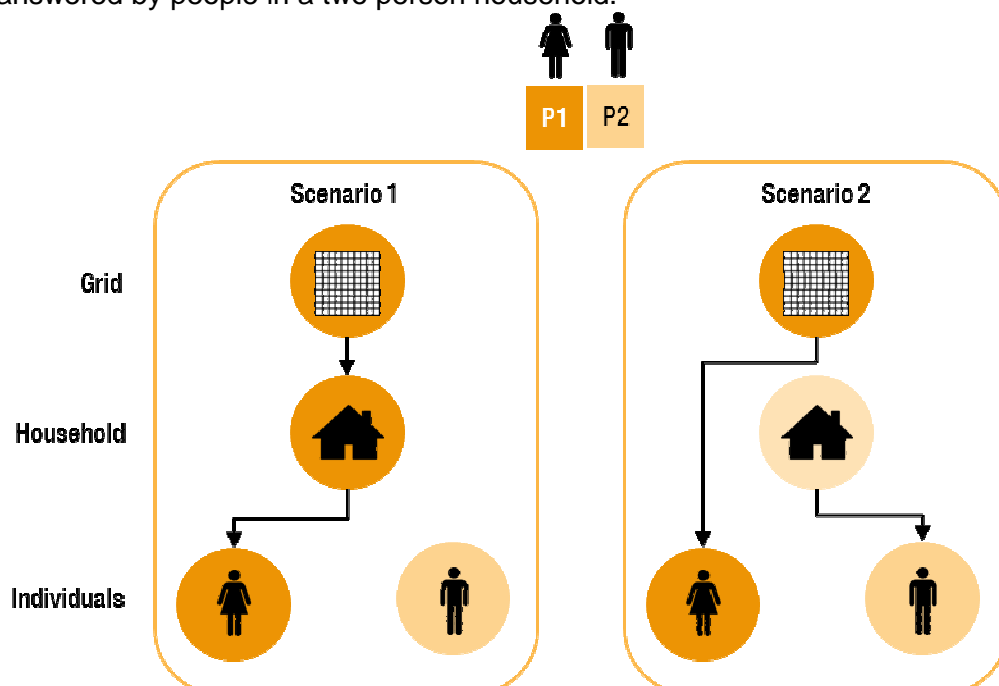 answered by people in a two person household.
P1 P2
Scenario 1
Scenario 2
Grid
Household
Individuals